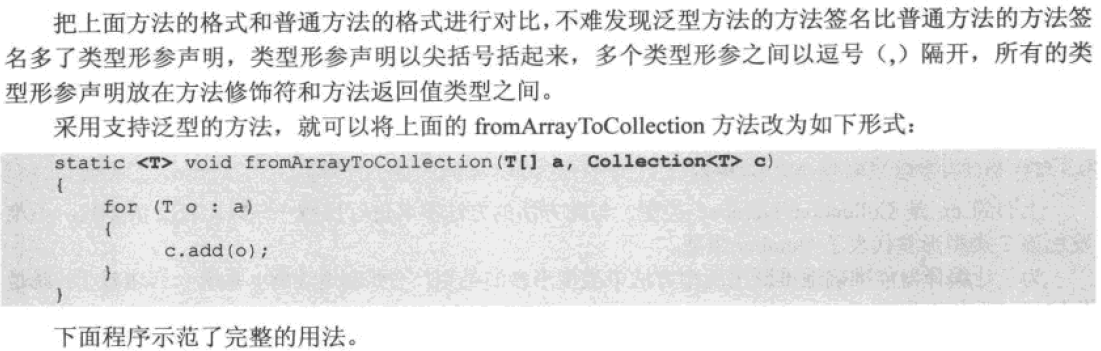 把上面方法的格式和普通方法的格式进行对比，不难发现泛型方法的方法签名比普通方法的方法签
名多了类型形参声明，类型形参声明以尖括号括起来，多个类型形参之间以逗号（,）隔开，所有的类
型形参声明放在方法修饰符和方法返回值类型之间。
采用支持泛型的方法，就可以将上面的 fromArrayToCollection 方法改为如下形式：
static <T> void fromArrayToCollection(T[] a, Collection<T> c)
{
for (T o : a)
{
c.add(o);
}
}
下面程序示范了完整的用法。